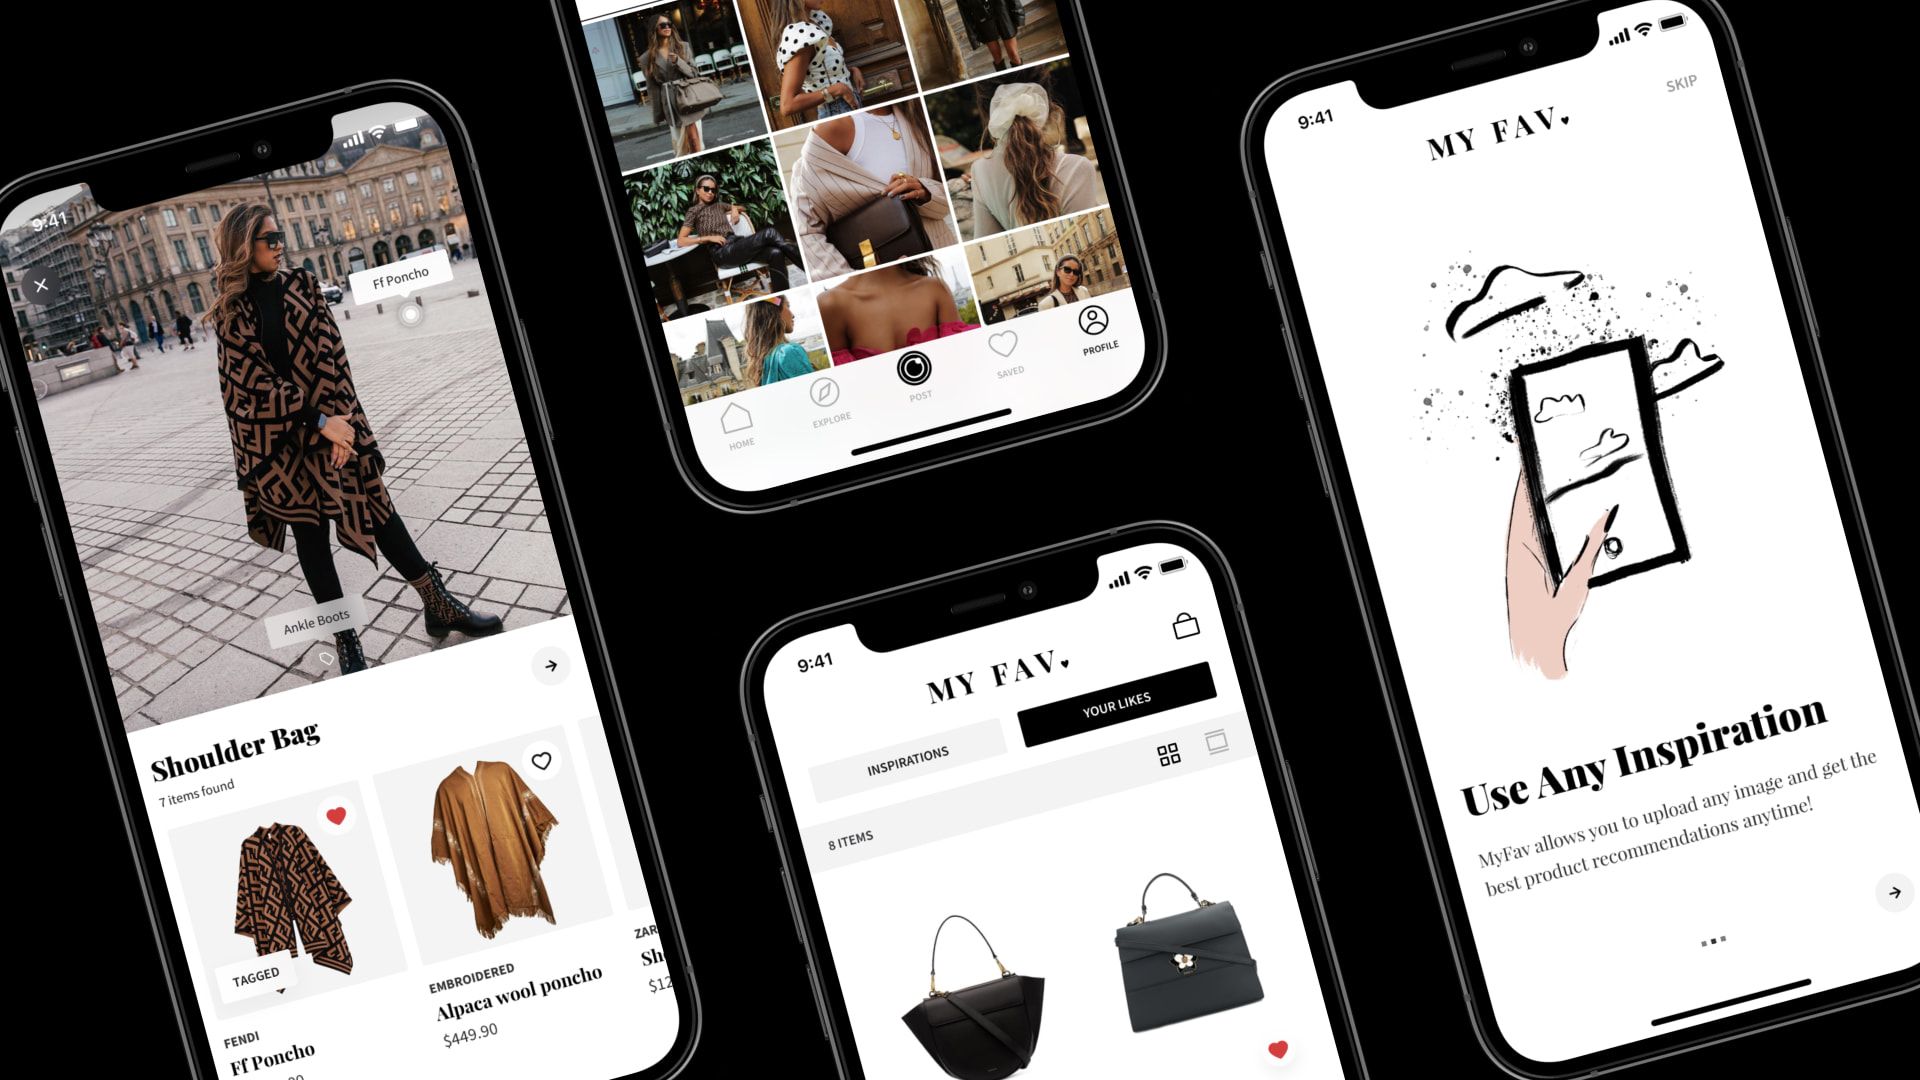 9:41
Ff Poncho
Ankle Boots
Shoulder Bag
7 items found
TAGGED
FENDI
Ff Poncho
EMBROIDERED
Alpaca wool poncho
$449.90
HOME
EXPLORE
POST
SAVED
PROFILE
9:41
MY FAV
INSPIRATIONS
YOUR LIKES
8 ITEMS
9:41
SKIP
MY FAV
Use Any Inspiration
MyFav allows you to upload any image and get the
best product recommendations anytime!